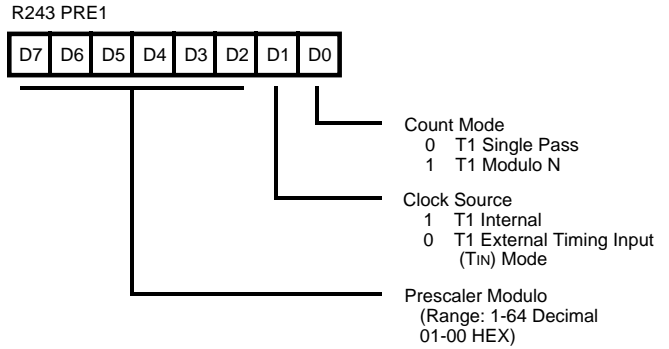 R243 PRE1
D7 D6 D5 D4 D3 D2 D1 D0
Count Mode
0 T1 Single Pass
1 T1 Modulo N
Clock Source
1 T1 Internal
0 T1 External Timing Input
(TIN) Mode
Prescaler Modulo
(Range: 1-64 Decimal
01-00 HEX)